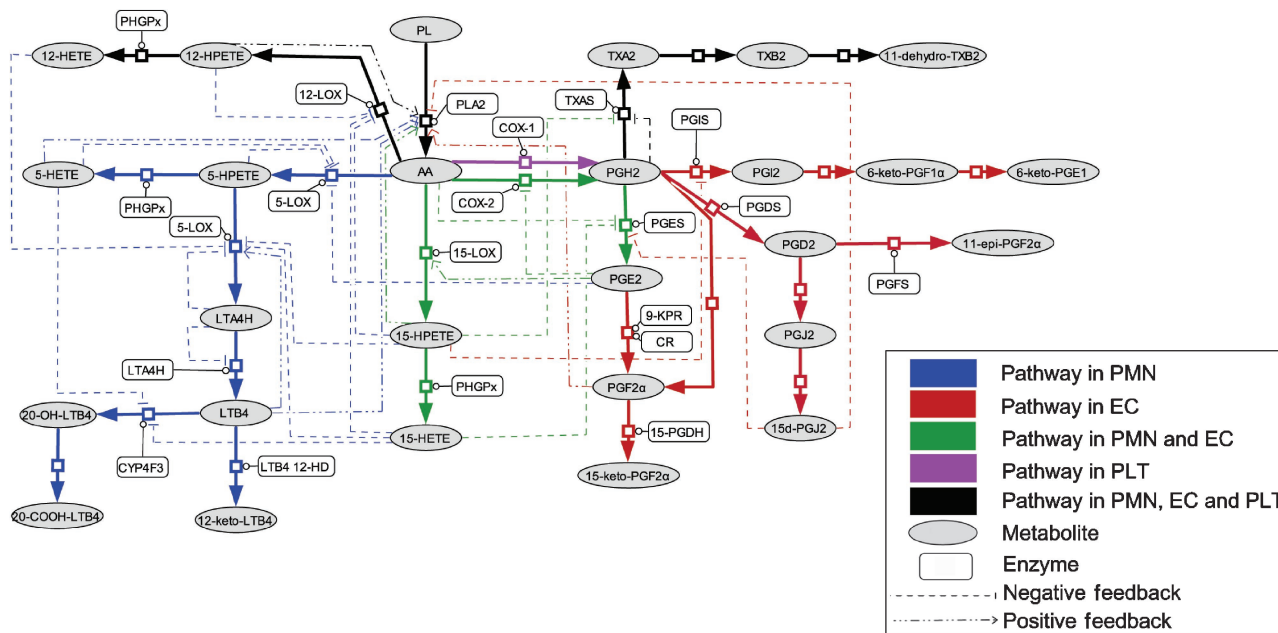 PHGPx
PL
12-HETE
12-HPETE
TXA2
TXB2
11-dehydro-TXB2
12-LOX
PLA2
TXAS
COX-1
PGIS
5-HETE
5-HPETE
AA
PGH2
PGI2
6-keto-PGF1α
6-keto-PGE1
PHGPx
5-LOX
COX-2
PGDS
5-LOX
PGES
15-LOX
PGD2
11-epi-PGF2α
PGE2
PGFS
LTA4H
9-KPR
15-HPETE
CR
PGJ2
LTA4H
PHGPx
PGF2α
20-OH-LTB4
LTB4
15-HETE
15-PGDH
15d-PGJ2
CYP4F3
LTB4 12-HD
15-keto-PGF2α
20-COOH-LTB4
12-keto-LTB4
Pathway in PMN
Pathway in EC
Pathway in PMN and EC
Pathway in PLT
Pathway in PMN, EC and PLT
Metabolite
Enzyme
Negative feedback
Positive feedback